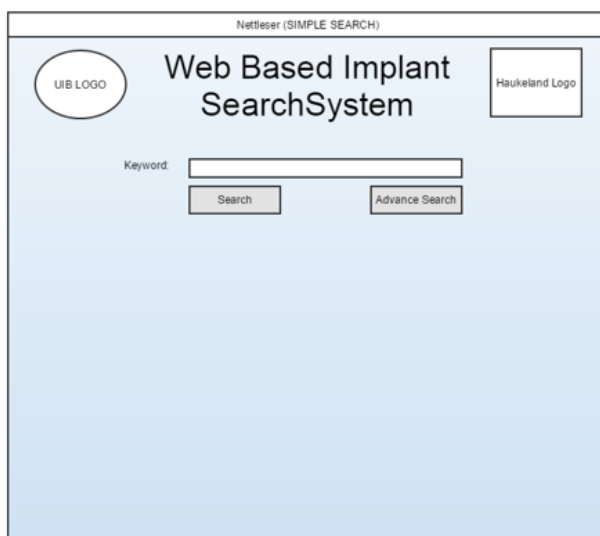 Nettleser (SIMPLE SEARCH)
UIB LOGO
Web Based Implant
SearchSystem
Haukeland Logo
Keyword:
Search
Advance Search